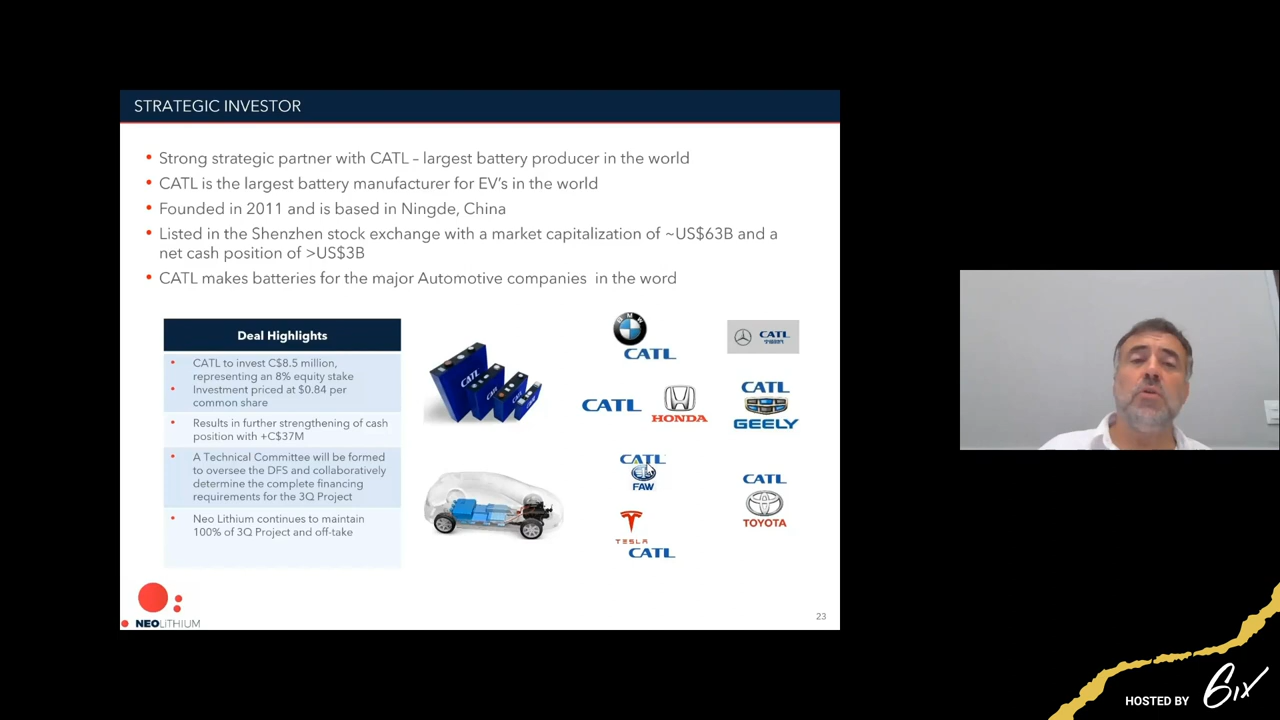 STRATEGIC INVESTOR
• Strong strategic partner with CATL – largest battery producer in the world
• CATL is the largest battery manufacturer for EV's in the world
• Founded in 2011 and is based in Ningde, China
• Listed in the Shenzhen stock exchange with a market capitalization of ~US$63B and a
net cash position of >US$3B
• CATL makes batteries for the major Automotive companies in the word
Deal Highlights
• CATL to invest C$8.5 million,
representing an 8% equity stake
• Investment priced at $0.84 per
common share
• Results in further strengthening of cash
position with +C$37M
• A Technical Committee will be formed
to oversee the DFS and collaboratively
determine the complete financing
requirements for the 3Q Project
• Neo Lithium continues to maintain
100% of 3Q Project and off-take
CATL
BMW
CATL
CATL
CATL
HONDA
CATL
GEELY
CATL
FAW
CATL
TOYOTA
TESLA
CATL
NEOLITHIUM
23
HOSTED BY 6ix